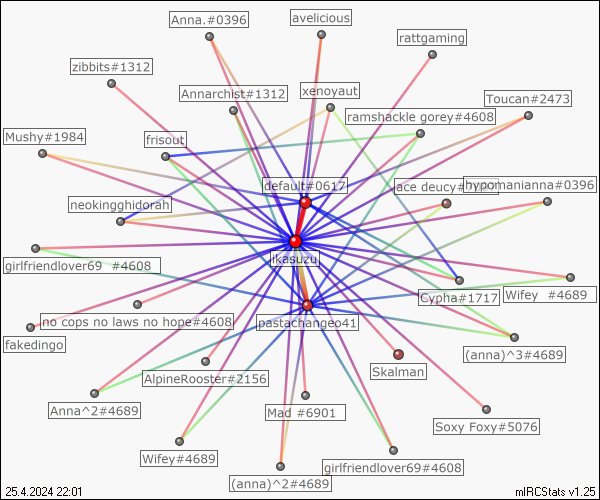 Anna.#0396
avelicious
rattgaming
zibbits#1312
Annarchist#1312
xenoyaut
Toucan#2473
ramshackle gorey#4608
Mushy#1984
frisout
default#0617
ace deucy#
hypomanianna#0396
neokingghidorah
ikasuzu
girlfriendlover69 #4608
Cypha#1717
Wifey #4689
no cops no laws no hope#4608
pastachangeo41
fakedingo
(anna)^3#4689
AlpineRooster#2156
Skalman
Anna^2#4689
Mad #6901
Soxy Foxy#5076
Wifey#4689
girlfriendlover69#4608
(anna)^2#4689
25.4.2024 22:01
mIRCStats v1.25